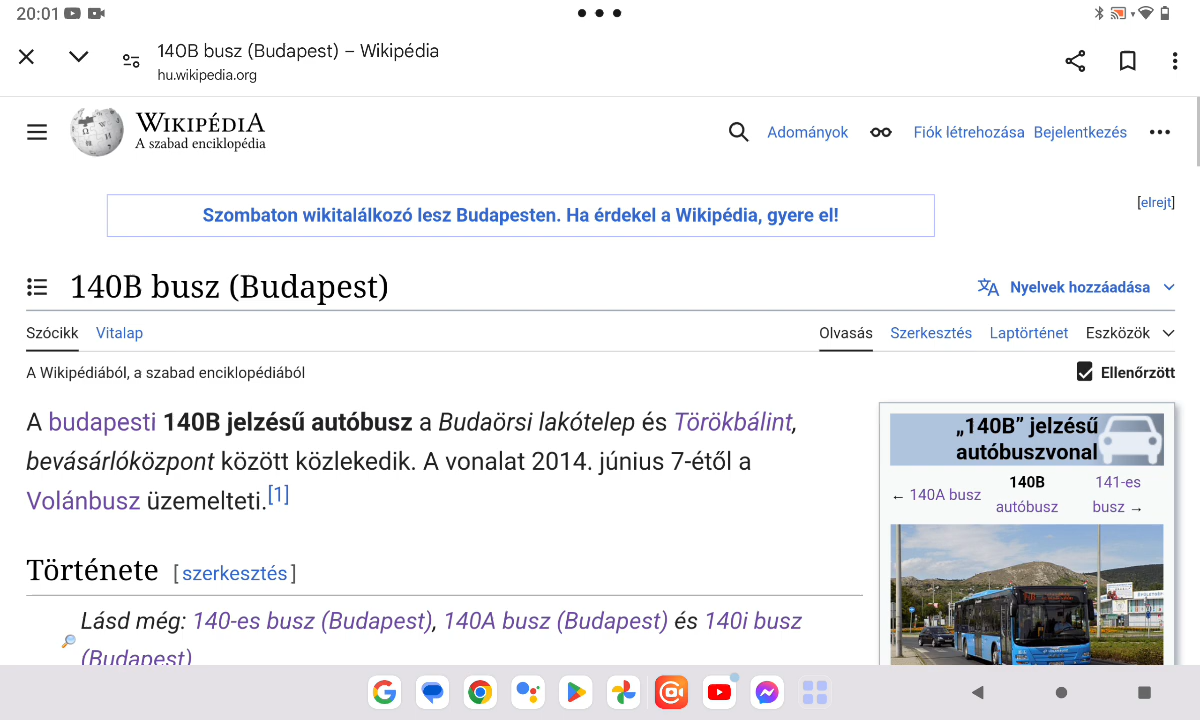 20:01
140B busz (Budapest) – Wikipédia
hu.wikipedia.org
WIKIPÉDIA
A szabad enciklopédia
Adományok
Fiók létrehozása
Bejelentkezés
Szombaton wikitalálkozó lesz Budapesten. Ha érdekel a Wikipédia, gyere el!
[elrejt]
140B busz (Budapest)
Nyelvek hozzáadása
Szócikk
Vitalap
Olvasás
Szerkesztés
Laptörténet
Eszközök
A Wikipédiából, a szabad enciklopédiából
Ellenőrzött
A budapesti 140B jelzésű autóbusz a Budaörsi lakótelep és Törökbálint,
bevásárlóközpont között közlekedik. A vonalat 2014. június 7-étől a
Volánbusz üzemelteti.[1]
„140B” jelzésű
autóbuszvonal
← 140A busz
140B
autóbusz
141-es
busz →
Története [szerkesztés]
Lásd még: 140-es busz (Budapest), 140A busz (Budapest) és 140i busz
(Budapest)